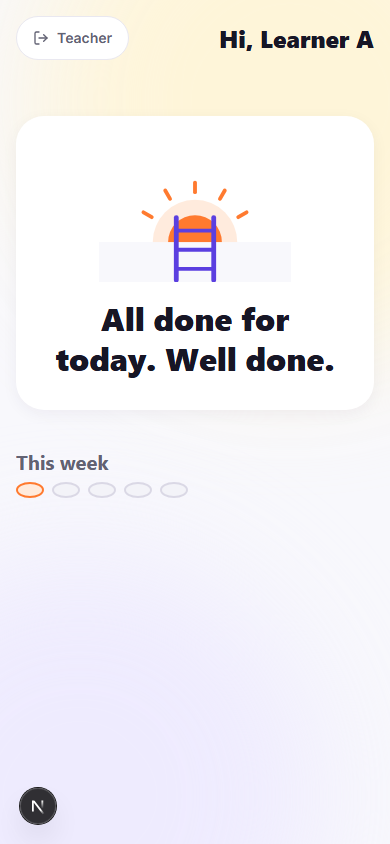 Teacher
Hi, Learner A
All done for
today. Well done.
This week
N